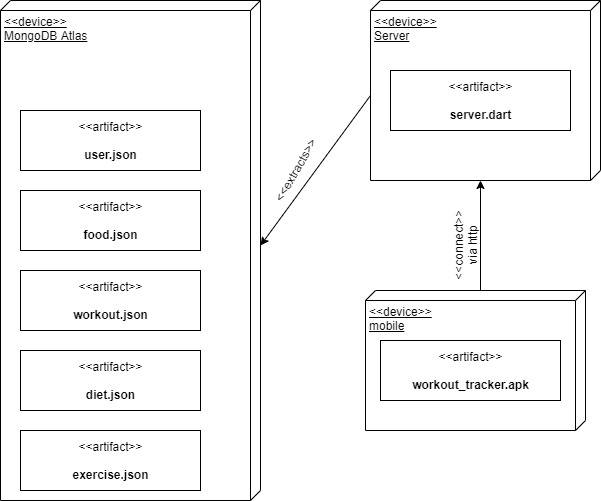 <<device>>
MongoDB Atlas
<<artifact>>
user.json
<<artifact>>
food.json
<<artifact>>
workout.json
<<artifact>>
diet.json
<<artifact>>
exercise.json
<<extracts>>
<<device>>
Server
<<artifact>>
server.dart
<<connect>>
via http
<<device>>
mobile
<<artifact>>
workout_tracker.apk